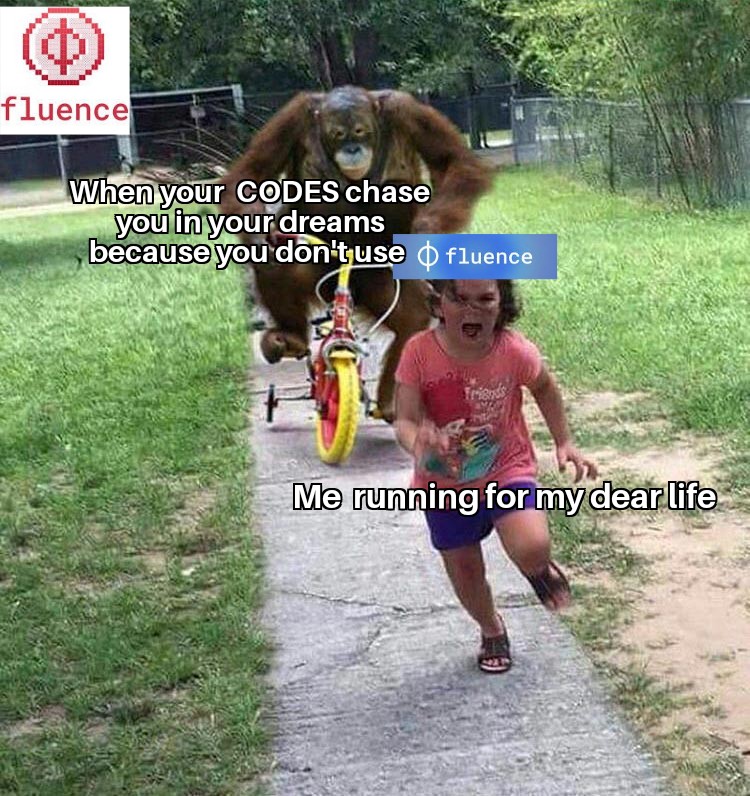 fluence
When your CODES chase
you in your dreams
because you don't use fluence
Friends
Me running for my dear life